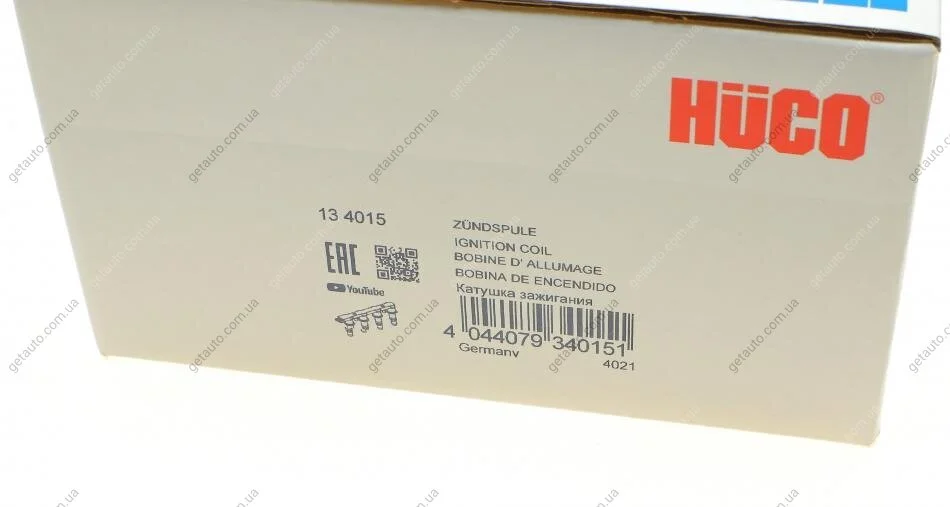 HÜCO®
13 4015
ZÜNDSPULE
IGNITION COIL
BOBINE D' ALLUMAGE
BOBINA DE ENCENDIDO
Катушка зажигания
EAC
YouTube
4 044079 340151
Germany
4021
getauto.com.ua